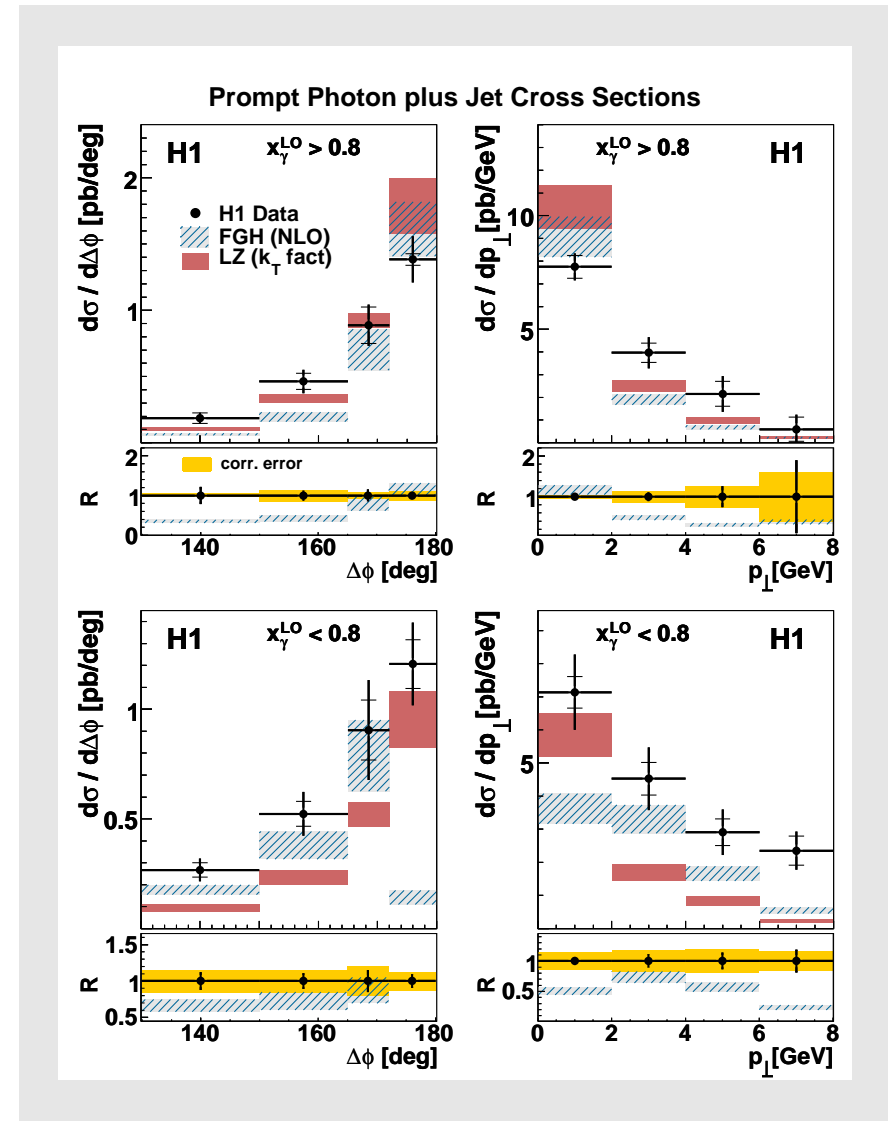 Prompt Photon plus Jet Cross Sections
H1 x_γ^LO > 0.8
H1 Data
FGH (NLO)
LZ (k_T fact)
dσ / dΔϕ [pb/deg]
2
1
corr. error
R
2
1
0
140 160 180
Δϕ [deg]
x_γ^LO > 0.8 H1
dσ / dp_⊥ [pb/GeV]
10
5
R
2
1
0 2 4 6 8
p_⊥[GeV]
H1 x_γ^LO < 0.8
dσ / dΔϕ [pb/deg]
1
0.5
R
1.5
1
0.5
140 160 180
Δϕ [deg]
x_γ^LO < 0.8 H1
dσ / dp_⊥[pb/GeV]
5
R
1
0.5
0 2 4 6 8
p_⊥[GeV]